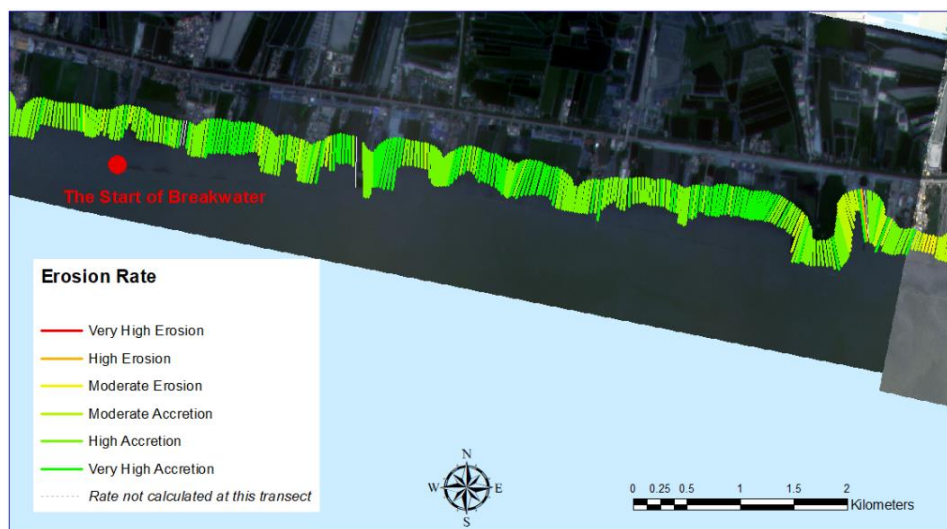 The Start of Breakwater
Erosion Rate
Very High Erosion
High Erosion
Moderate Erosion
Moderate Accretion
High Accretion
Very High Accretion
Rate not calculated at this transect
N
W E
S
0 0.25 0.5 1 1.5 2
Kilometers